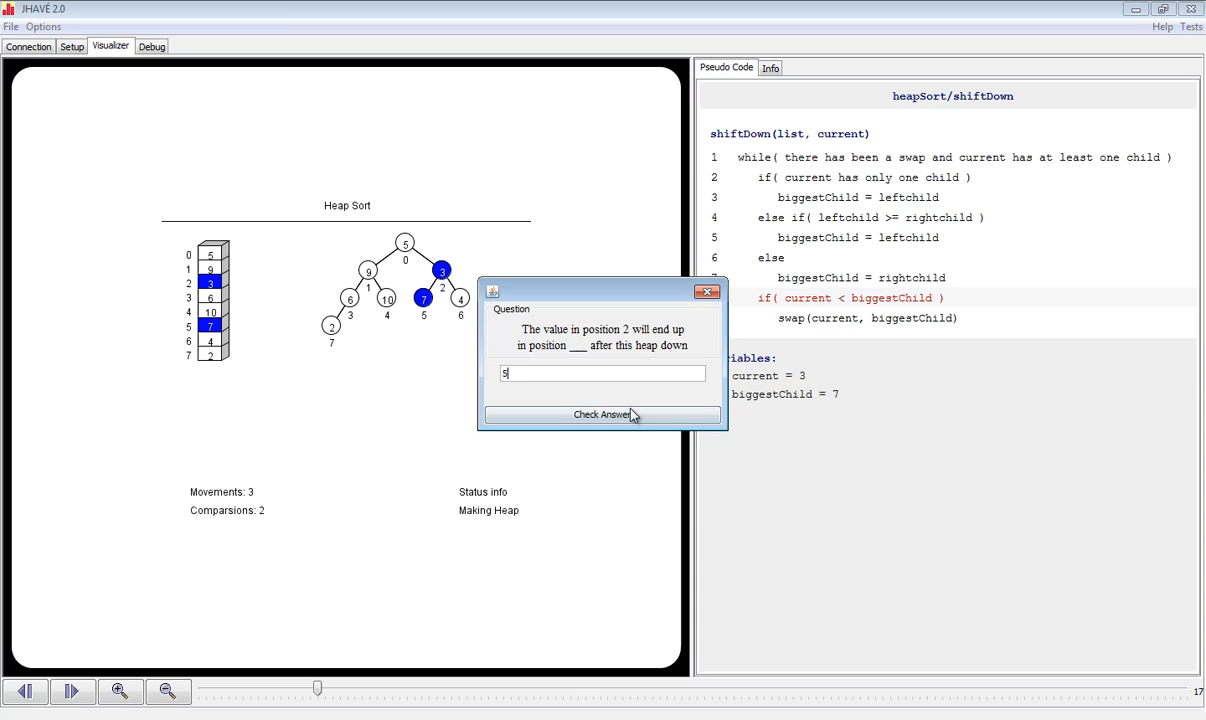 JHAVÉ 2.0
File Options
Help Tests
Connection Setup Visualizer Debug
Pseudo Code Info
heapSort/shiftDown
shiftDown(list, current)
1 while( there has been a swap and current has at least one child )
2 if( current has only one child )
3 biggestChild = leftchild
4 else if( leftchild >= rightchild )
5 biggestChild = leftchild
6 else
biggestChild = rightchild
if( current < biggestChild )
swap(current, biggestChild)
iables:
current = 3
biggestChild = 7
Heap Sort
0 5
1 9
2 3
3 6
4 10
5 7
6 4
7 2
5
0
9 3
1 2
6 10 7 4
3 4 5 6
2
7
Question
The value in position 2 will end up
in position ___ after this heap down
5
Check Answer
Movements: 3
Comparsions: 2
Status info
Making Heap
17